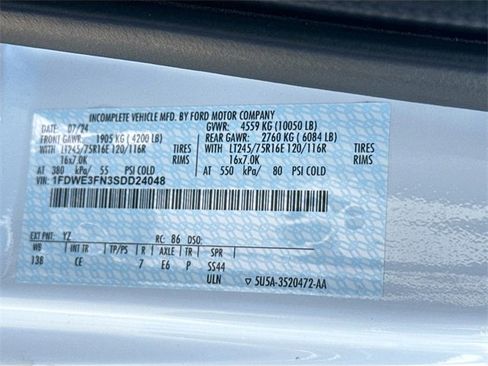 INCOMPLETE VEHICLE MFD. BY FORD MOTOR COMPANY
DATE: 07/24 GVWR: 4559 KG (10050 LB)
FRONT GAWR: 1905 KG (4200 LB) REAR GAWR: 2760 KG (6084 LB)
WITH LT245/75R16E 120/116R TIRES WITH LT245/75R16E 120/116R TIRES
16x7.0K RIMS 16x7.0K RIMS
AT 380 kPa/ 55 PSI COLD AT 550 kPa/ 80 PSI COLD
VIN: 1FDWE3FN3SDD24048
EXT PNT: YZ RC: 86 DSO:
WB INT TR TP/PS R AXLE TR SPR
138 CE 7 E6 P SS44
ULN ▽ 5U5A-3520472-AA